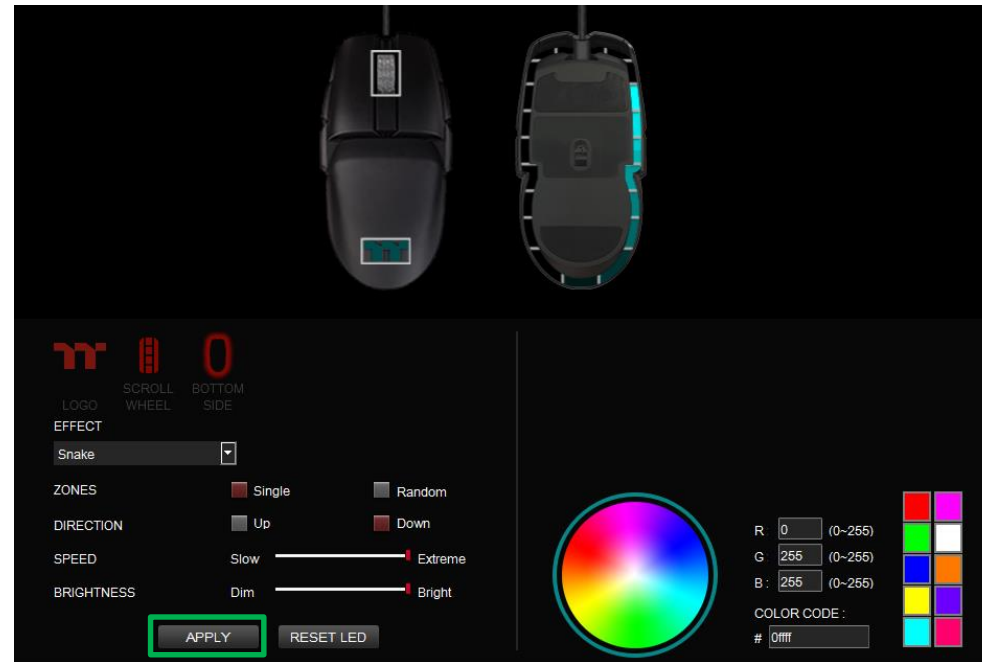 LOGO
SCROLL WHEEL
BOTTOM SIDE
EFFECT
Snake
ZONES Single Random
DIRECTION Up Down
SPEED Slow Extreme
BRIGHTNESS Dim Bright
APPLY RESET LED
R 0 (0~255)
G 255 (0~255)
B : 255 (0~255)
COLOR CODE :
# 0ffff